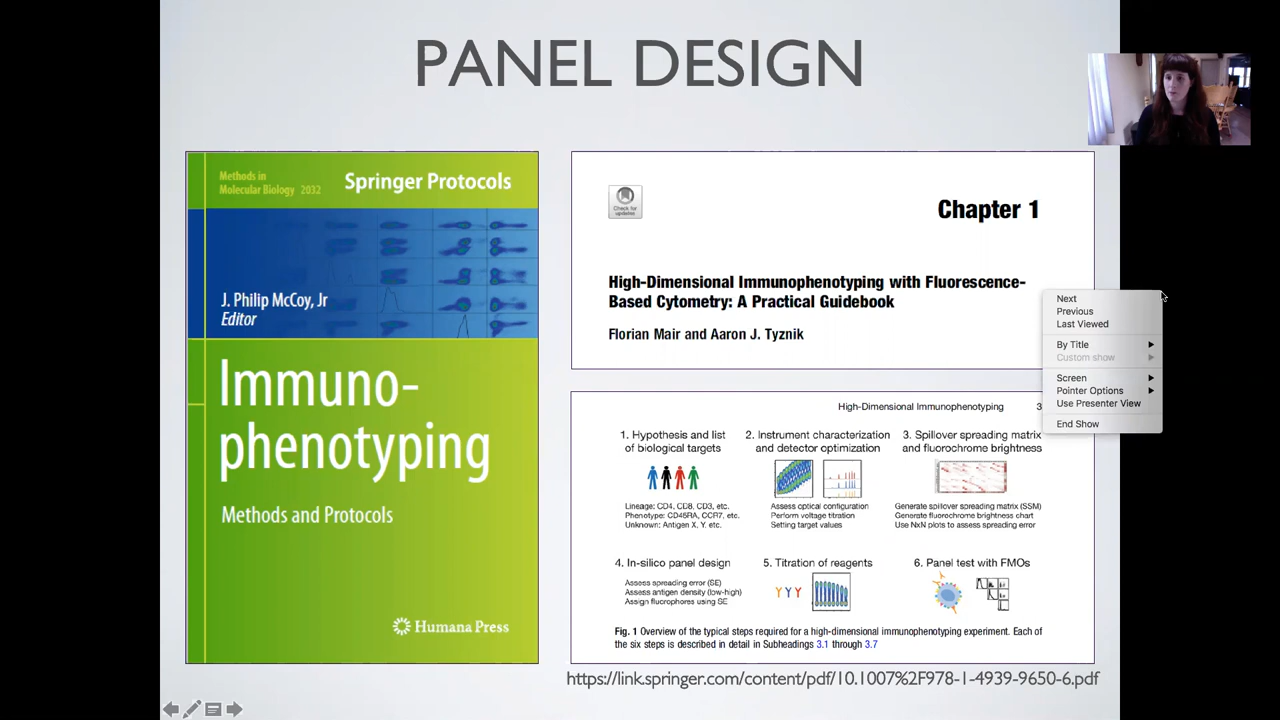 PANEL DESIGN
Methods in
Molecular Biology 2032
Springer Protocols
J. Philip McCoy, Jr
Editor
Immuno-
phenotyping
Methods and Protocols
Humana Press
Check for
updates
Chapter 1
High-Dimensional Immunophenotyping with Fluorescence-
Based Cytometry: A Practical Guidebook
Florian Mair and Aaron J. Tyznik
Next
Previous
Last Viewed
By Title
Custom show
Screen
Pointer Options
Use Presenter View
End Show
High-Dimensional Immunophenotyping 3
1. Hypothesis and list
of biological targets
Lineage: CD4, CD8, CD3, etc.
Phenotype: CD45RA, CCR7, etc.
Unknown: Antigen X, Y, etc.
2. Instrument characterization
and detector optimization
Assess optical configuration
Perform voltage titration
Setting target values
3. Spillover spreading matrix
and fluorochrome brightness
Generate spillover spreading matrix (SSM)
Generate fluorochrome brightness chart
Use NxN plots to assess spreading error
4. In-silico panel design
Assess spreading error (SE)
Assess antigen density (low-high)
Assign fluorophores using SE
5. Titration of reagents
6. Panel test with FMOs
Fig. 1 Overview of the typical steps required for a high-dimensional immunophenotyping experiment. Each of
the six steps is described in detail in Subheadings 3.1 through 3.7
https://link.springer.com/content/pdf/10.1007%2F978-1-4939-9650-6.pdf